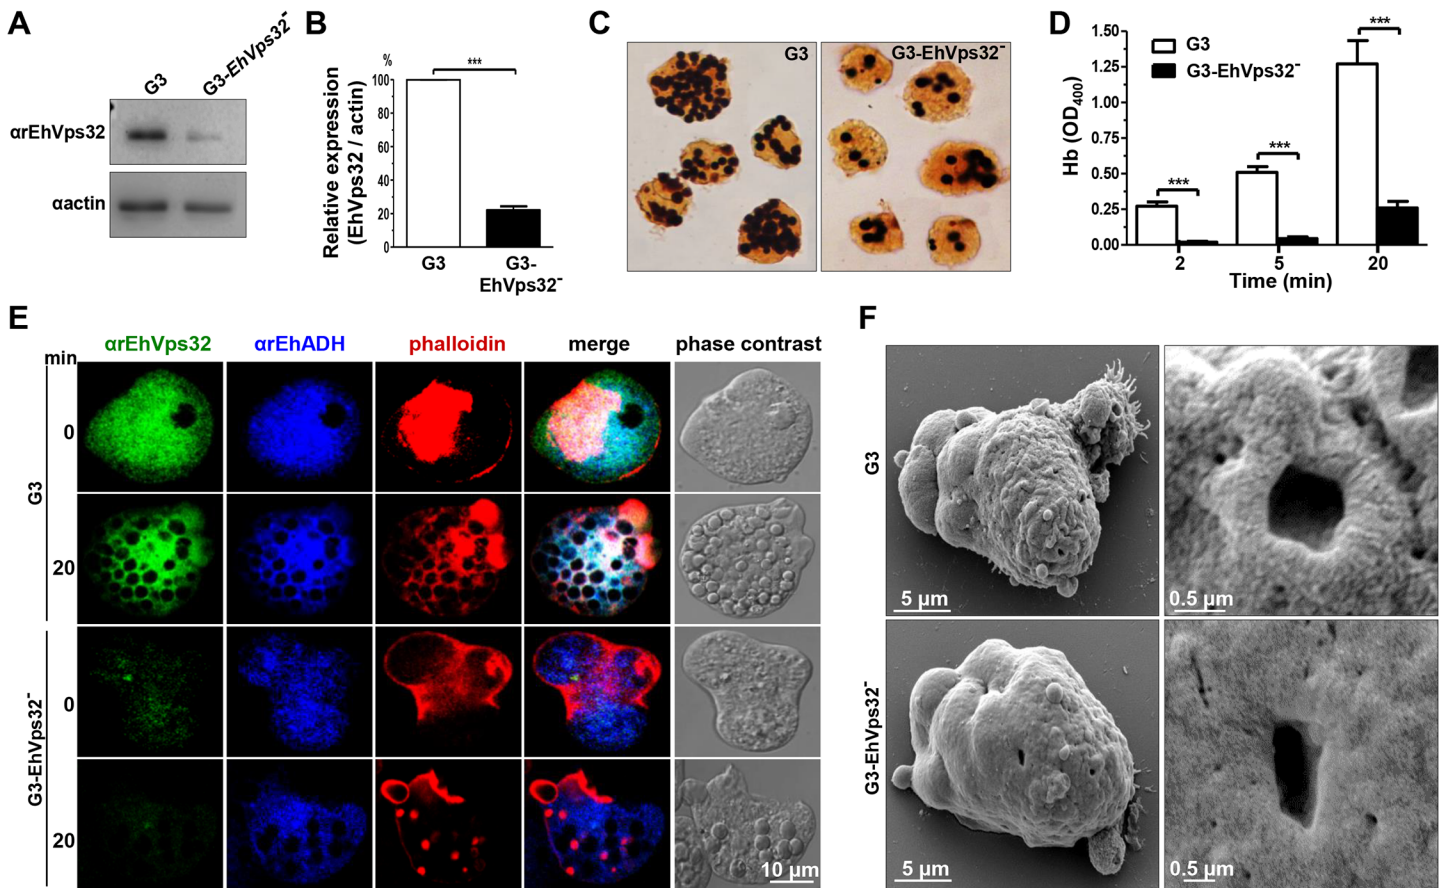 A
G3
G3-EhVps32⁻
αrEhVps32
αactin
B
%
***
100
80
60
40
20
0
Relative expression
(EhVps32 / actin)
G3
G3-
EhVps32⁻
C
G3
G3-EhVps32⁻
D
***
***
***
1.50
1.25
1.00
0.75
0.50
0.25
0.00
Hb (OD₄₀₀)
G3
G3-EhVps32⁻
2
5
20
Time (min)
E
αrEhVps32
αrEhADH
phalloidin
merge
phase contrast
min
0
20
G3
0
20
G3-EhVps32⁻
10 µm
F
G3
5 µm
0.5 µm
G3-EhVps32⁻
5 µm
0.5 µm